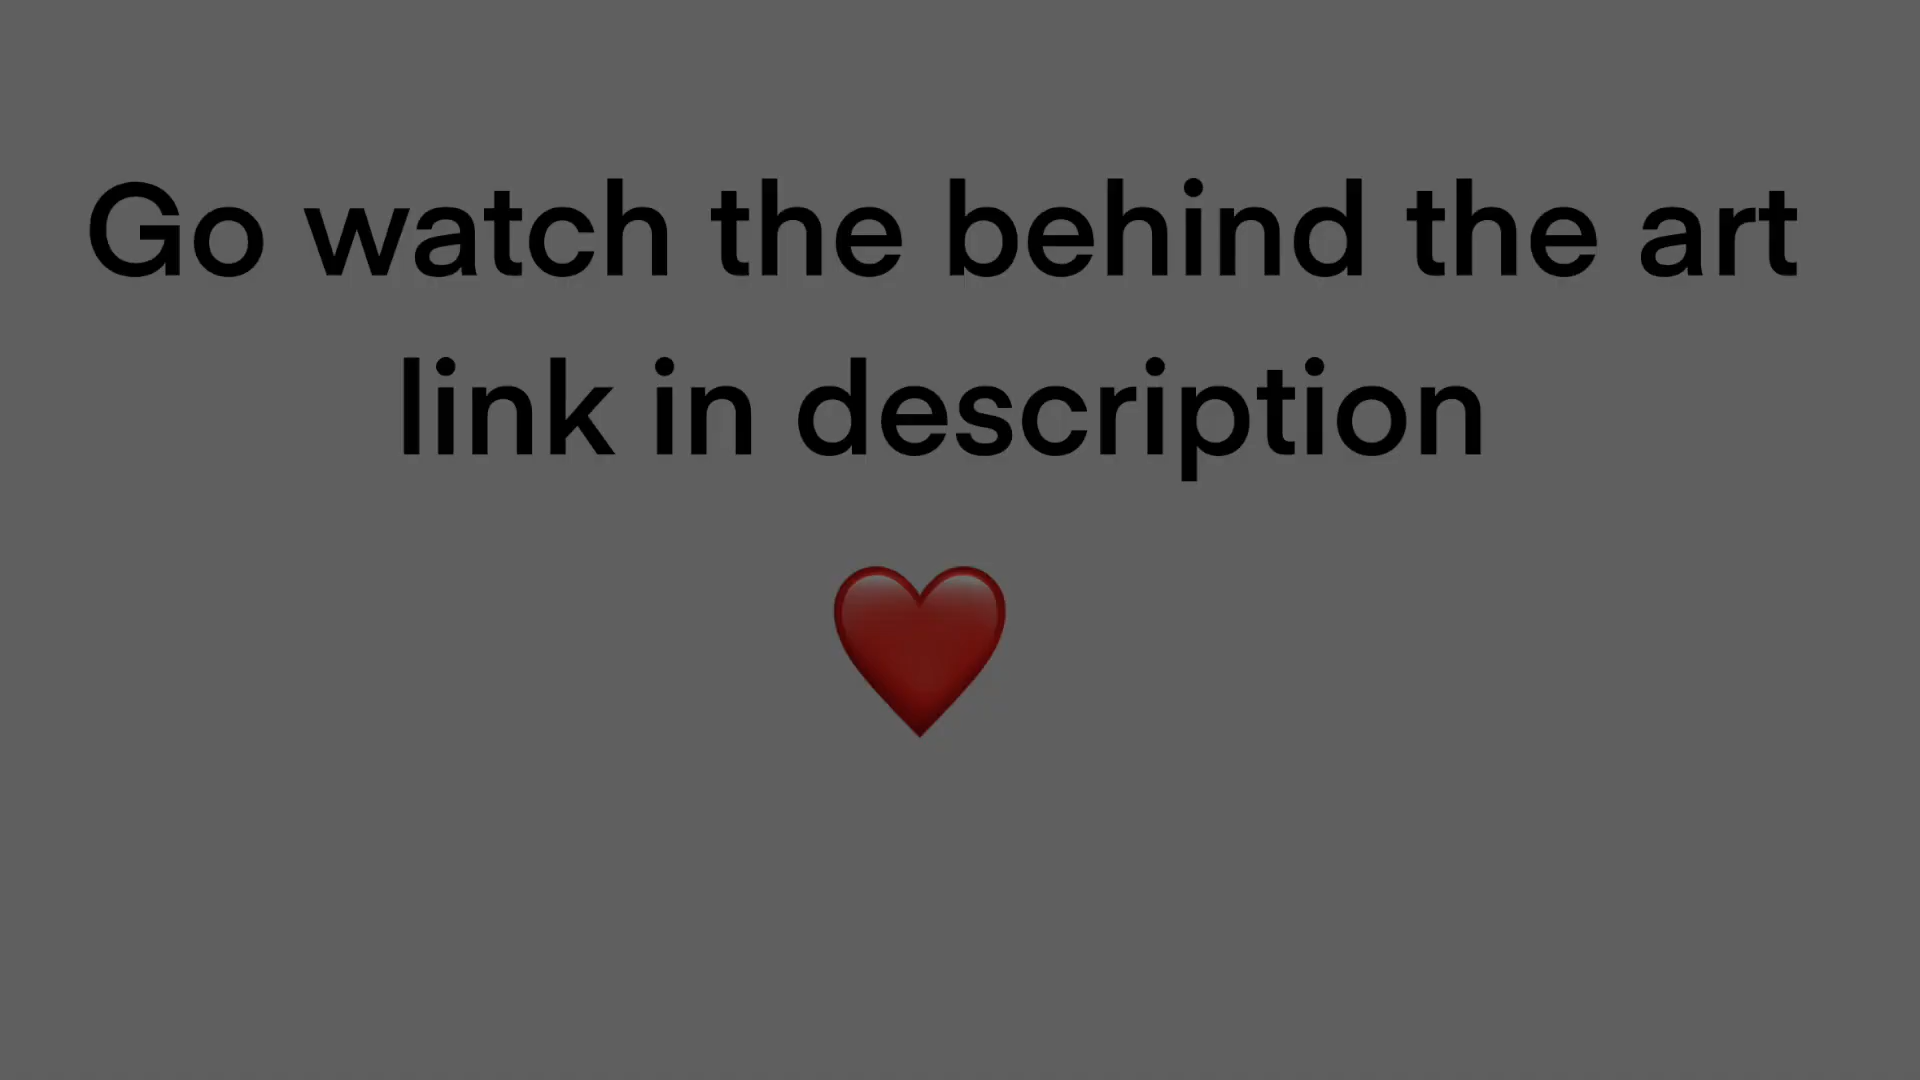 Go watch the behind the art
link in description
❤️